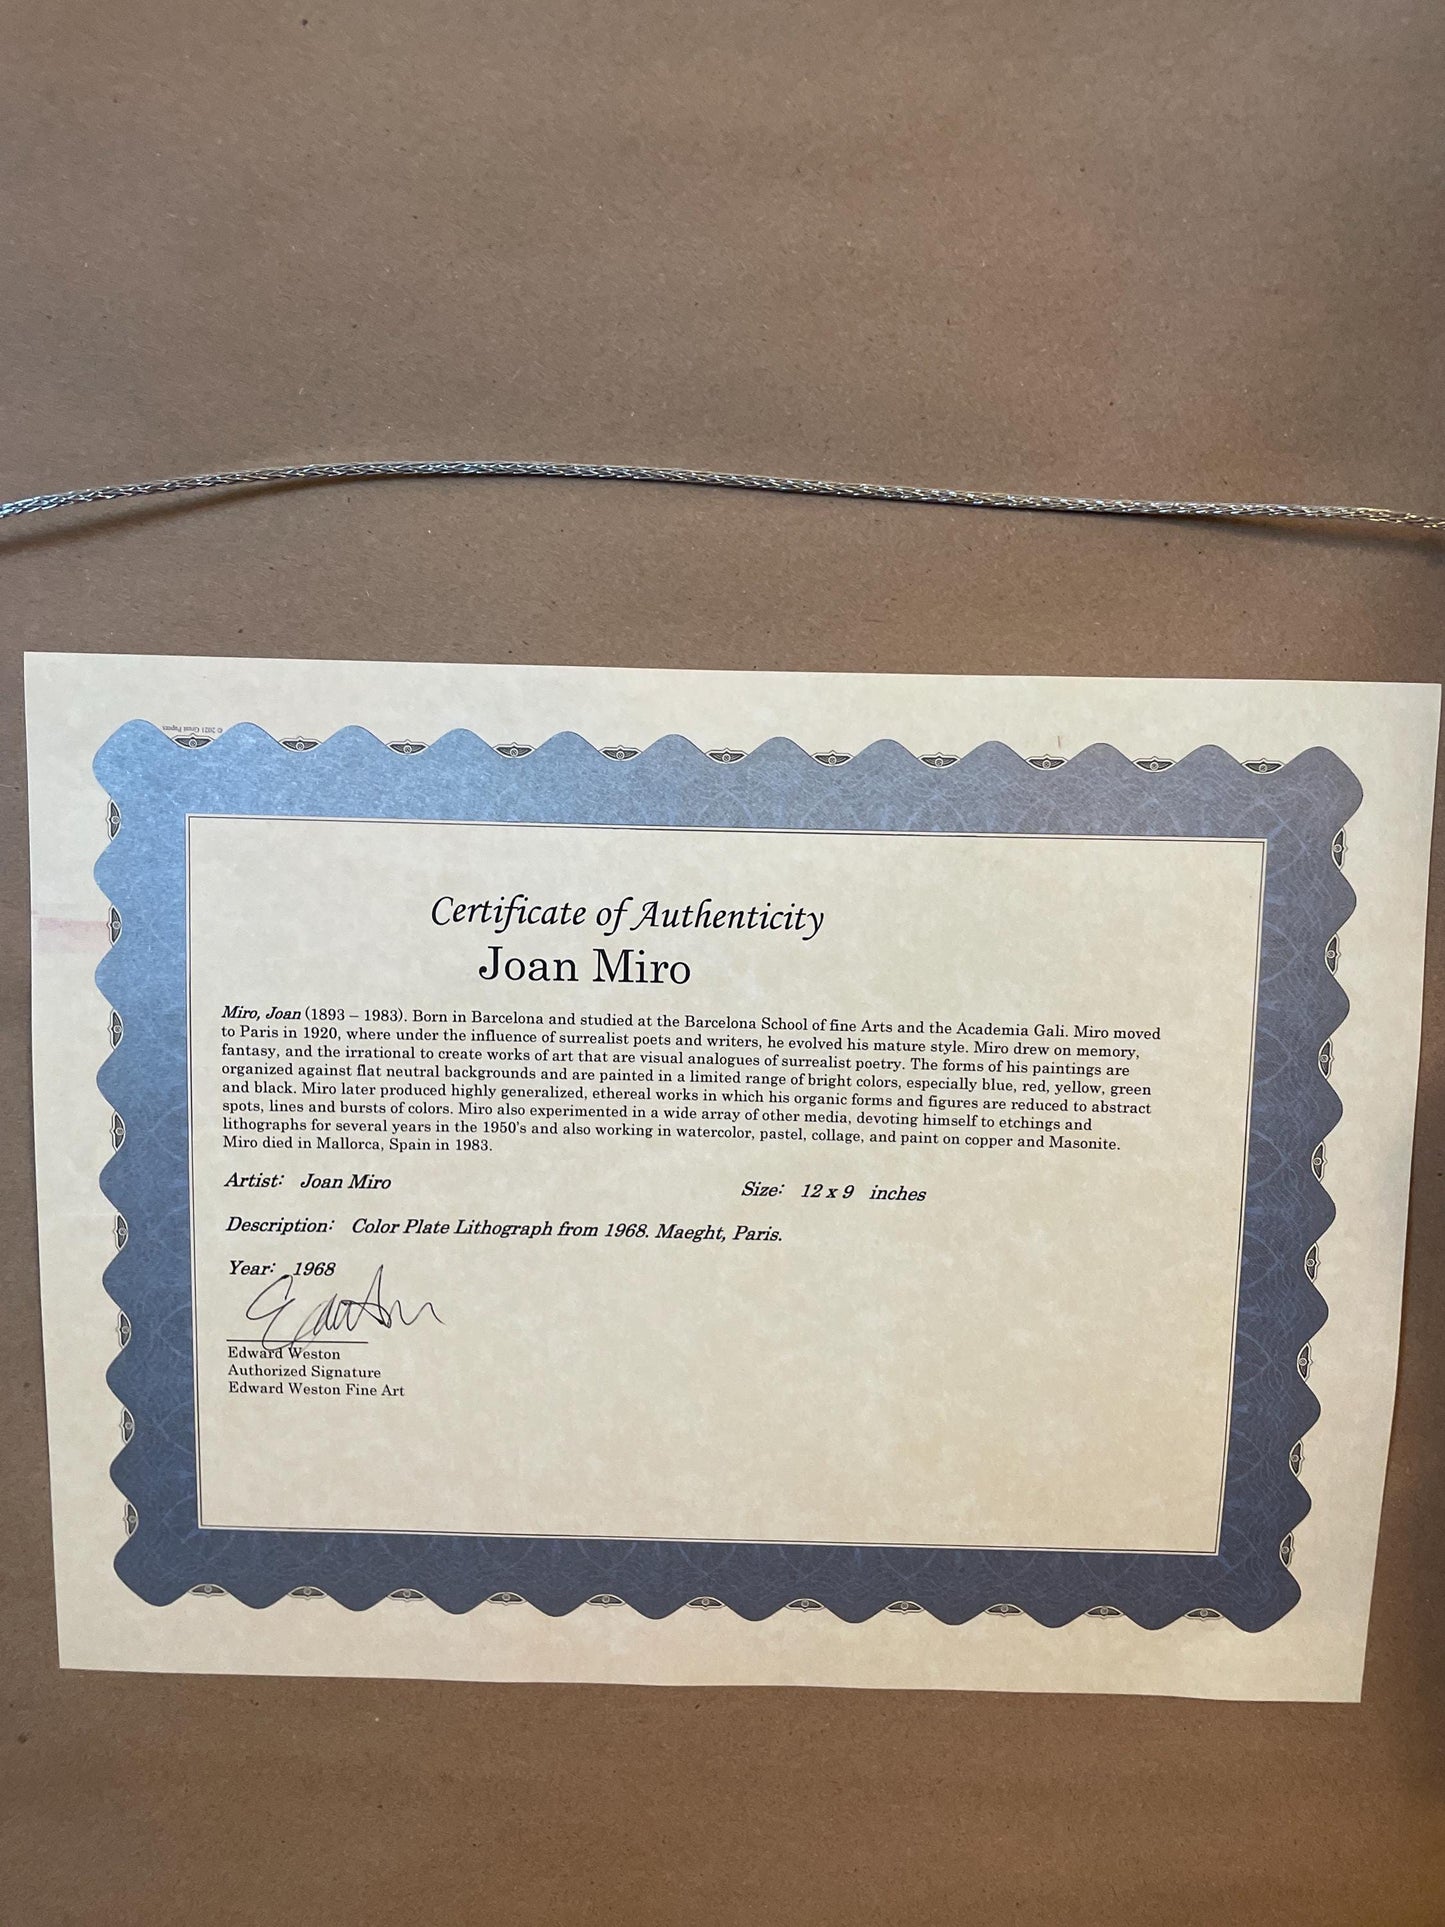 © 2021 Great Papers
Certificate of Authenticity
Joan Miro
Miro, Joan (1893 – 1983). Born in Barcelona and studied at the Barcelona School of fine Arts and the Academia Gali. Miro moved
to Paris in 1920, where under the influence of surrealist poets and writers, he evolved his mature style. Miro drew on memory,
fantasy, and the irrational to create works of art that are visual analogues of surrealist poetry. The forms of his paintings are
organized against flat neutral backgrounds and are painted in a limited range of bright colors, especially blue, red, yellow, green
and black. Miro later produced highly generalized, ethereal works in which his organic forms and figures are reduced to abstract
spots, lines and bursts of colors. Miro also experimented in a wide array of other media, devoting himself to etchings and
lithographs for several years in the 1950's and also working in watercolor, pastel, collage, and paint on copper and Masonite.
Miro died in Mallorca, Spain in 1983.
Artist: Joan Miro Size: 12 x 9 inches
Description: Color Plate Lithograph from 1968. Maeght, Paris.
Year: 1968
Edward Weston
Authorized Signature
Edward Weston Fine Art